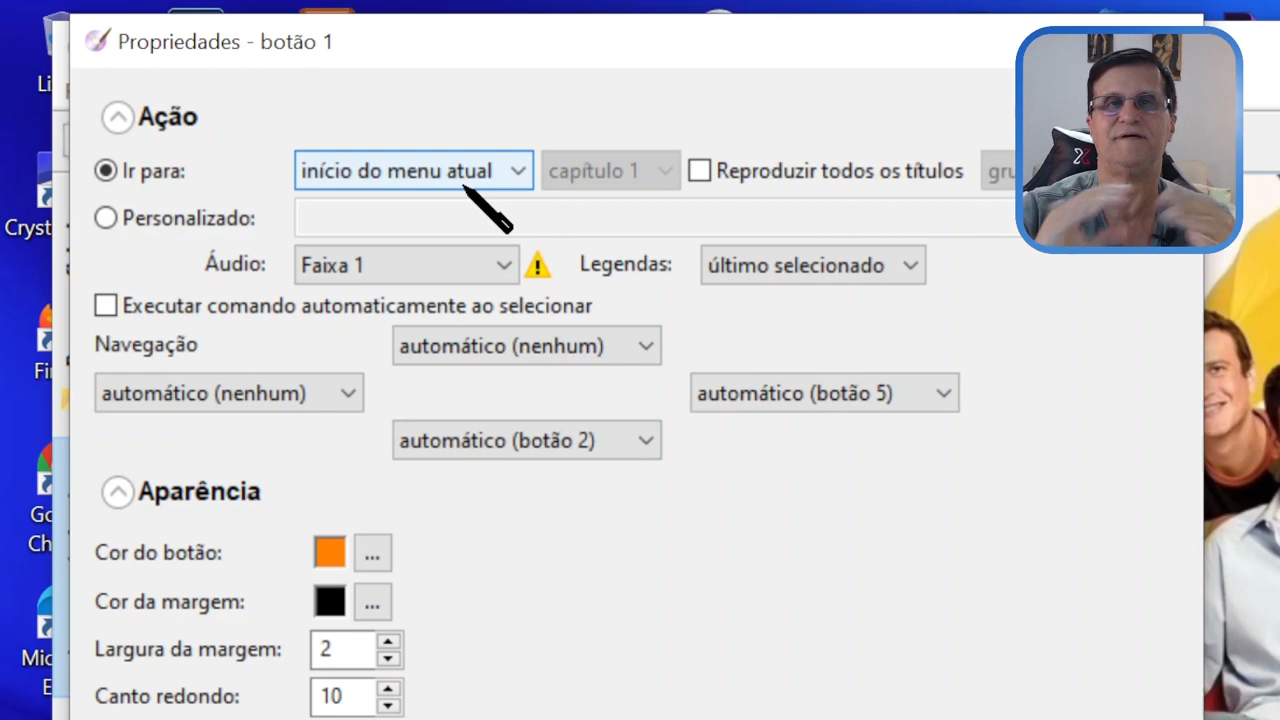 Propriedades - botão 1
Ação
Ir para: início do menu atual capítulo 1 Reproduzir todos os títulos
Personalizado:
Áudio: Faixa 1 Legendas: último selecionado
Executar comando automaticamente ao selecionar
Navegação automático (nenhum)
automático (nenhum) automático (botão 5)
automático (botão 2)
Aparência
Cor do botão: ...
Cor da margem: ...
Largura da margem: 2
Canto redondo: 10